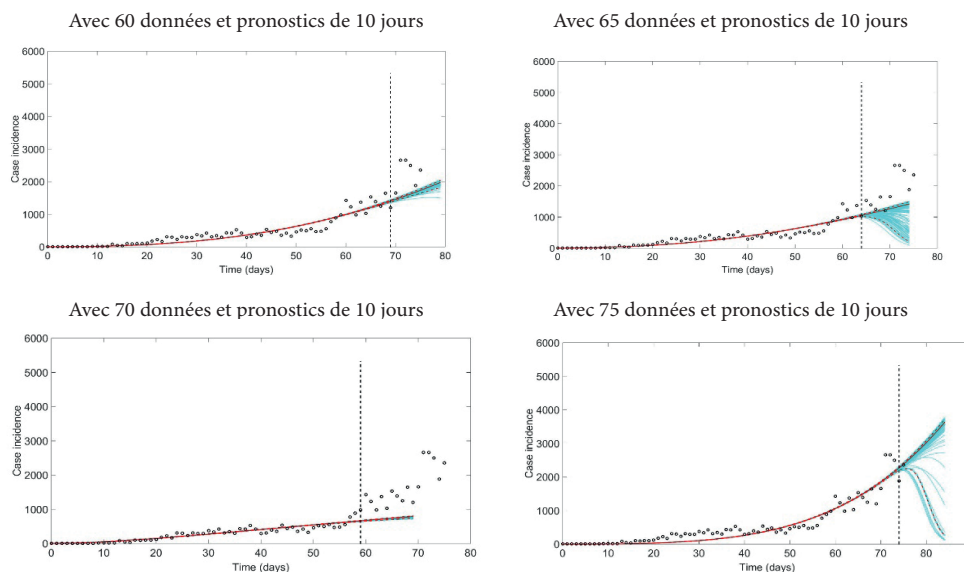 Avec 60 données et pronostics de 10 jours
6000
5000
4000
3000
2000
1000
0
Case incidence
0 10 20 30 40 50 60 70 80
Time (days)
Avec 65 données et pronostics de 10 jours
6000
5000
4000
3000
2000
1000
0
Case incidence
0 10 20 30 40 50 60 70 80
Time (days)
Avec 70 données et pronostics de 10 jours
6000
5000
4000
3000
2000
1000
0
Case incidence
0 10 20 30 40 50 60 70 80
Time (days)
Avec 75 données et pronostics de 10 jours
6000
5000
4000
3000
2000
1000
0
Case incidence
0 10 20 30 40 50 60 70 80 90
Time (days)